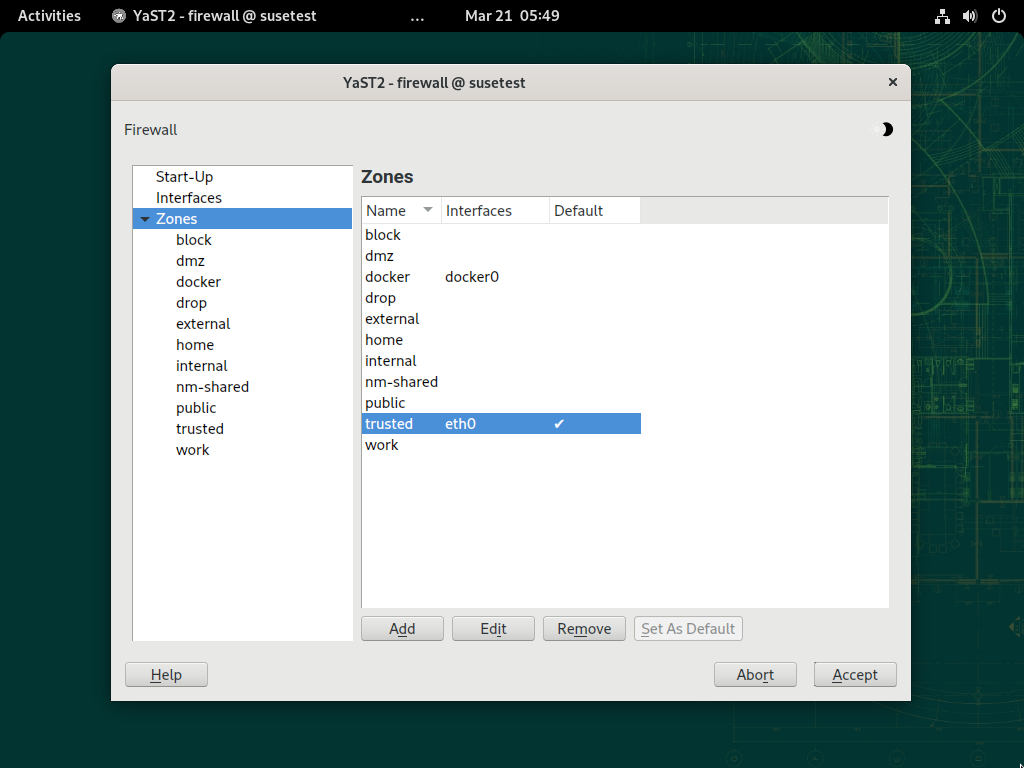 Activities YaST2 - firewall @ susetest ... Mar 21 05:49
YaST2 - firewall @ susetest
Firewall
Start-Up
Interfaces
Zones
block
dmz
docker
drop
external
home
internal
nm-shared
public
trusted
work
Zones
Name Interfaces Default
block
dmz
docker docker0
drop
external
home
internal
nm-shared
public
trusted eth0 ✔
work
Add Edit Remove Set As Default
Help Abort Accept